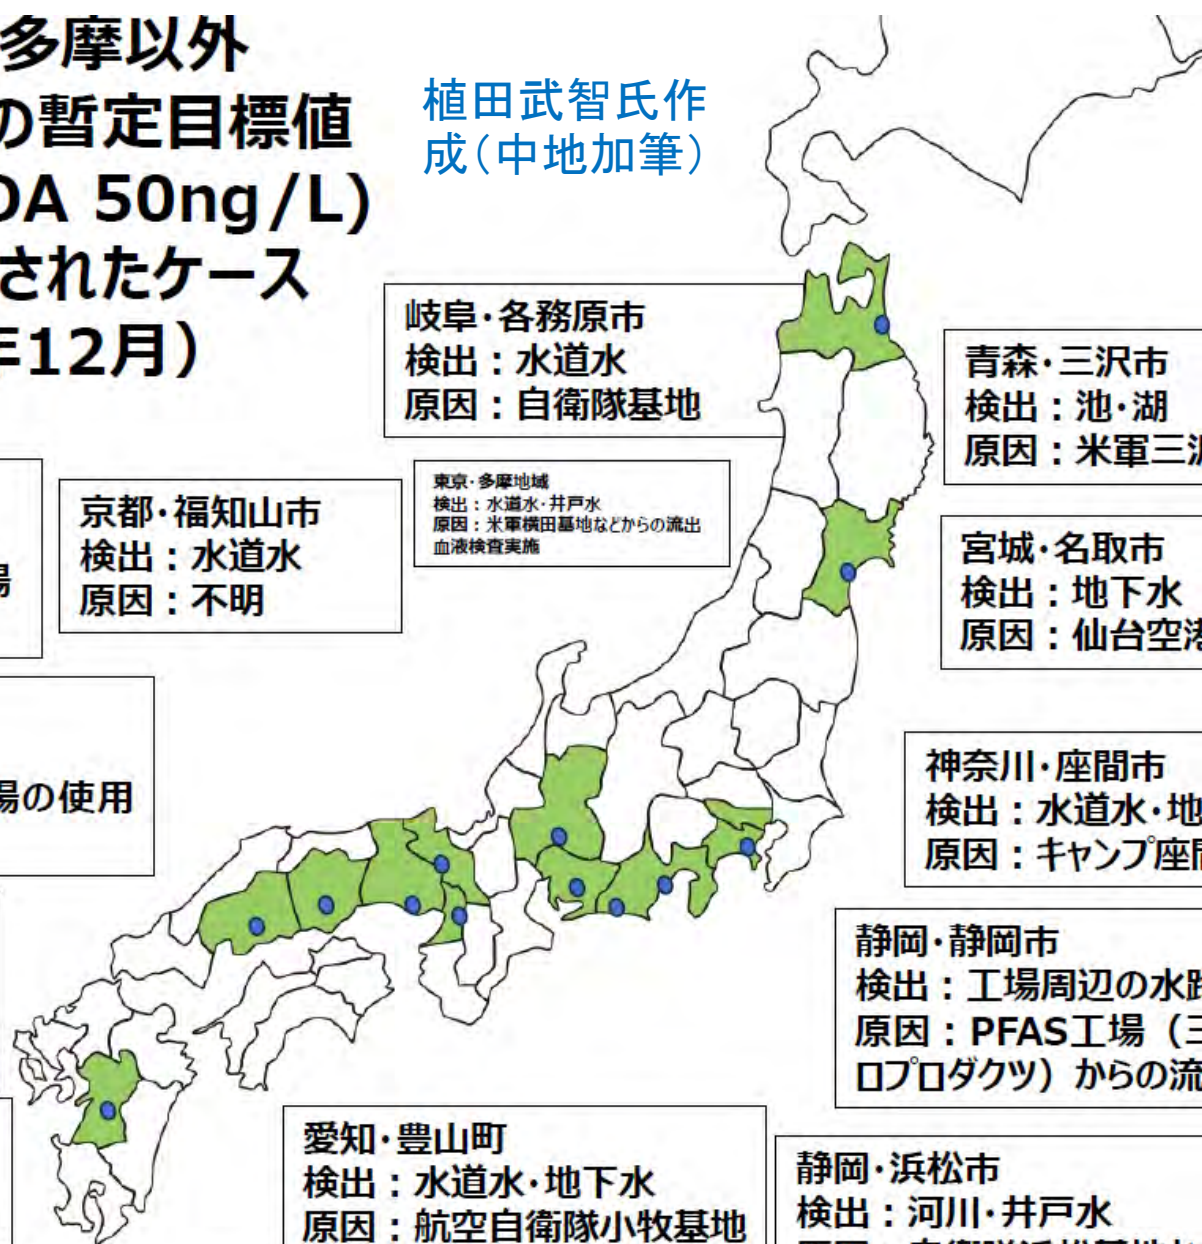 多摩以外
の暫定目標値
OA 50ng/L)
されたケース
年12月）
植田武智氏作
成（中地加筆）
岐阜・各務原市
検出：水道水
原因：自衛隊基地
青森・三沢市
検出：池・湖
原因：米軍三沢
東京・多摩地域
検出：水道水・井戸水
原因：米軍横田基地などからの流出
血液検査実施
京都・福知山市
検出：水道水
原因：不明
場
宮城・名取市
検出：地下水
原因：仙台空港
場の使用
神奈川・座間市
検出：水道水・地
原因：キャンプ座間
静岡・静岡市
検出：工場周辺の水路
原因：PFAS工場（三
ロプロダクツ）からの流
愛知・豊山町
検出：水道水・地下水
原因：航空自衛隊小牧基地
静岡・浜松市
検出：河川・井戸水